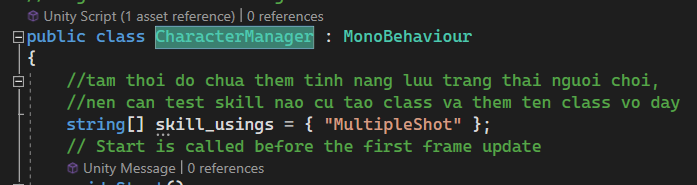 Unity Script (1 asset reference) | 0 references
public class CharacterManager : MonoBehaviour
{
//tam thoi do chua them tinh nang luu trang thai nguoi choi,
//nen can test skill nao cu tao class va them ten class vo day
string[] skill_usings = { "MultipleShot" };
// Start is called before the first frame update
Unity Message | 0 references